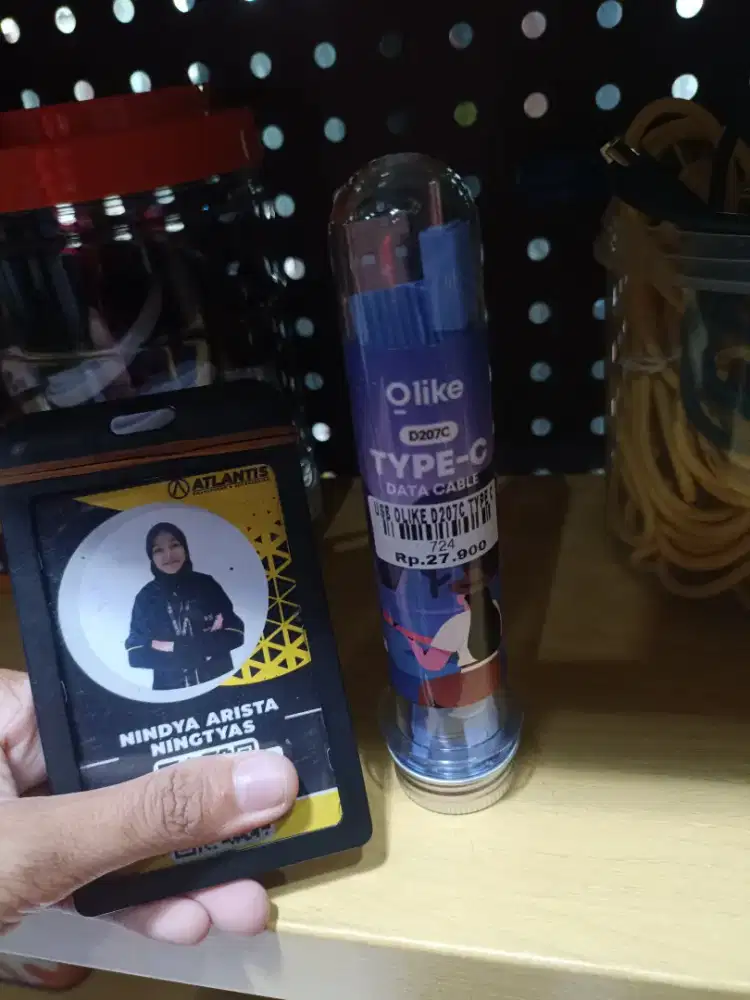 ATLANTIS
NINDYA ARISTA
NINGTYAS
Olike
D207C
TYPE-C
DATA CABLE
USB OLIKE D207C TYPE C
724
Rp.27.900